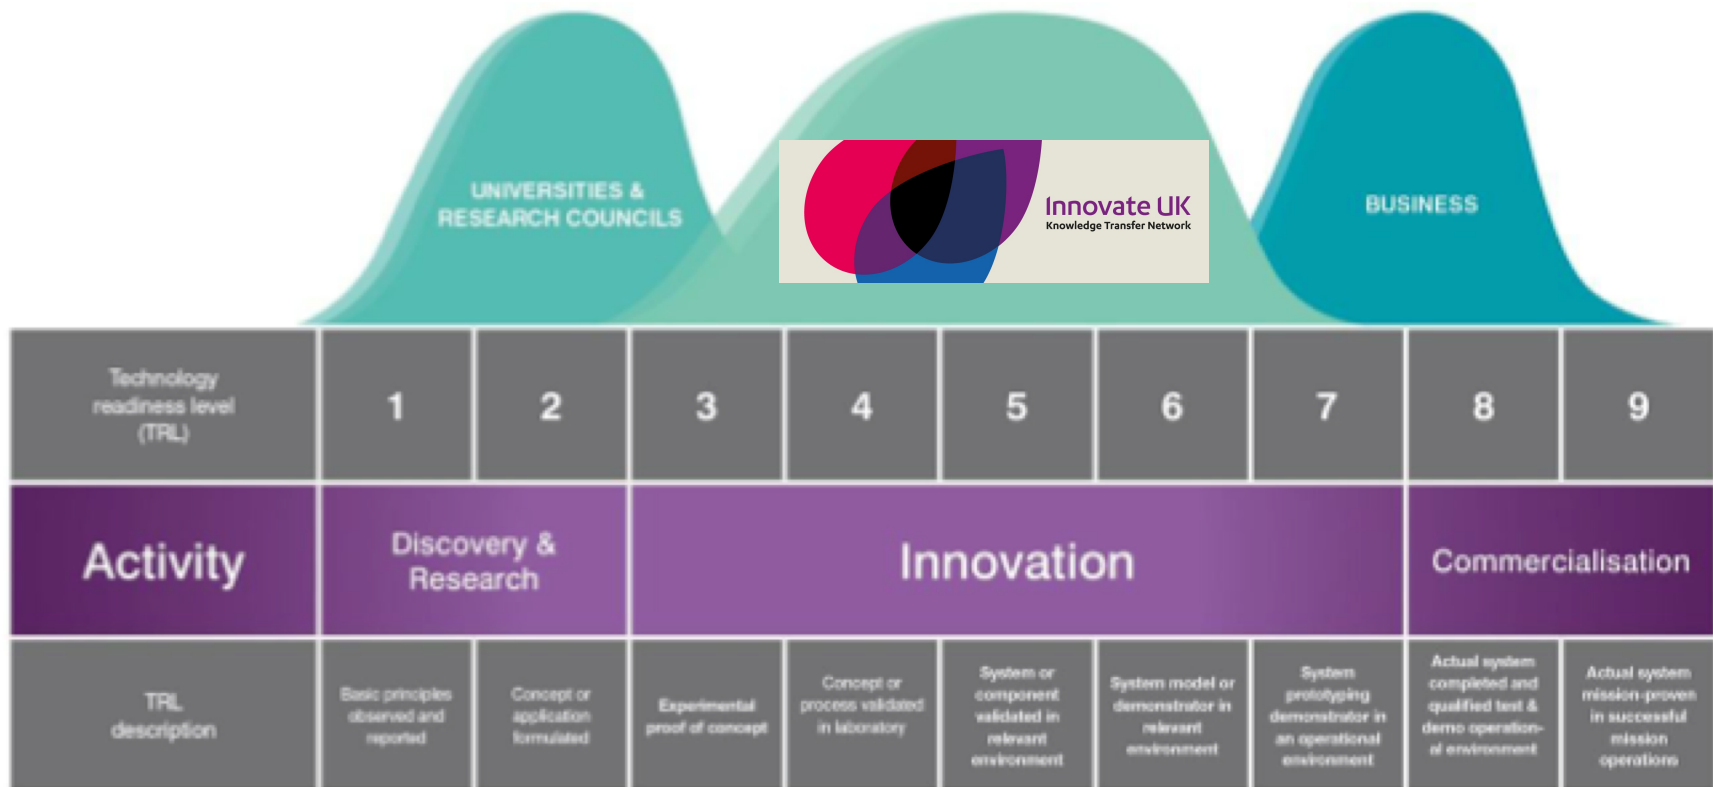 UNIVERSITIES &
RESEARCH COUNCILS
Innovate UK
Knowledge Transfer Network
BUSINESS
Technology
readiness level
(TRL)
1
2
3
4
5
6
7
8
9
Activity
Discovery &
Research
Innovation
Commercialisation
TRL
description
Basic principles
observed and
reported
Concept or
application
formulated
Experimental
proof of concept
Concept or
process validated
in laboratory
System or
component
validated in
relevant
environment
System model or
demonstrator in
relevant
environment
System
prototyping
demonstrator in
an operational
environment
Actual system
completed and
qualified test &
demo operation-
al environment
Actual system
mission-proven
in successful
mission
operations